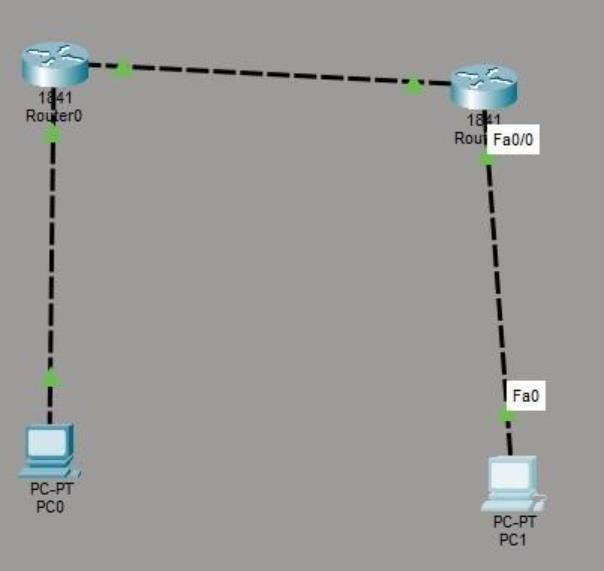 1841
Router0
1841
Fa0/0
Fa0
PC-PT
PC0
PC-PT
PC1